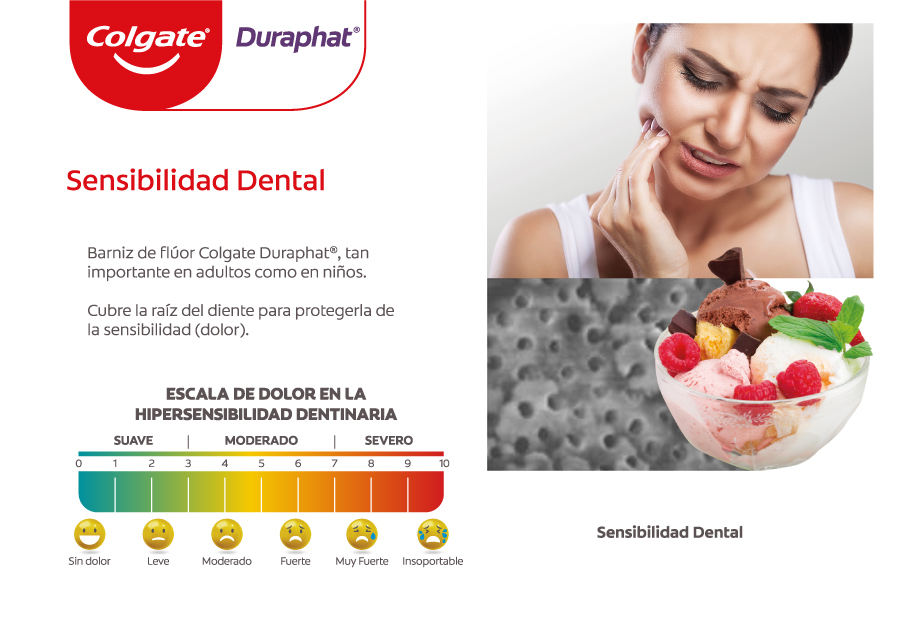 Colgate®
Duraphat®
Sensibilidad Dental
Barniz de flúor Colgate Duraphat®, tan
importante en adultos como en niños.
Cubre la raíz del diente para protegerla de
la sensibilidad (dolor).
ESCALA DE DOLOR EN LA
HIPERSENSIBILIDAD DENTINARIA
SUAVE | MODERADO | SEVERO
0 1 2 3 4 5 6 7 8 9 10
Sin dolor Leve Moderado Fuerte Muy Fuerte Insoportable
Sensibilidad Dental